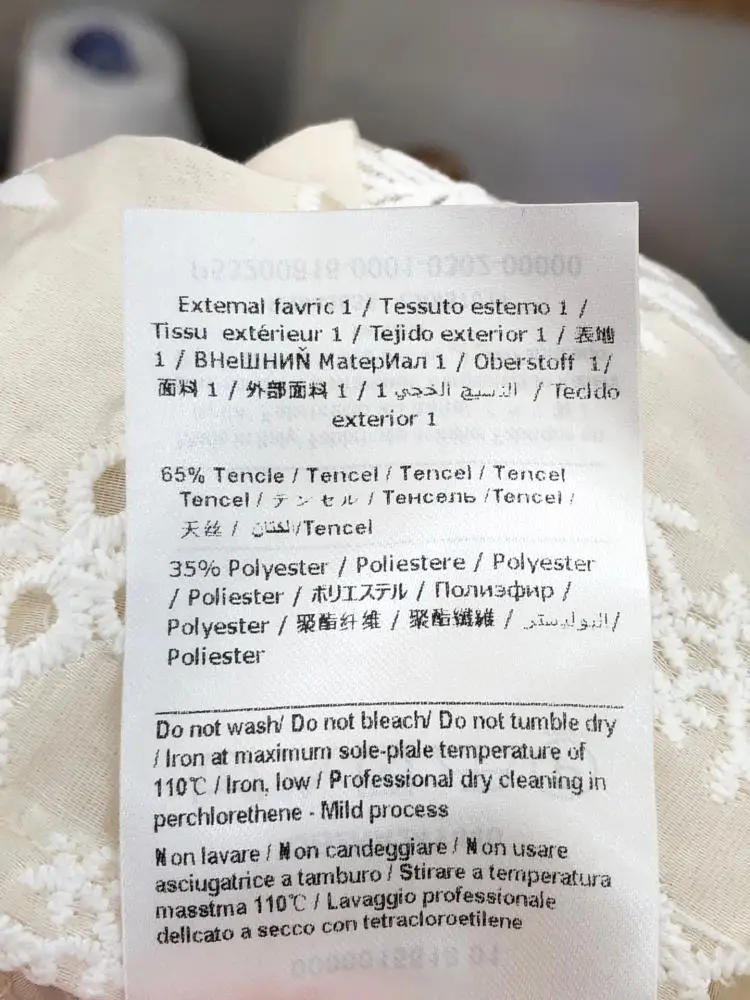 External favric 1 / Tessuto estemo 1 /
Tissu extérieur 1 / Tejido exterior 1 / 表地
1 / ВНеШНИЙ МатерИал 1 / Oberstoff 1/
面料 1 / 外部面料 1 / 1 النسيج الخجي / Tecido
exterior 1
65% Tencle / Tencel / Tencel / Tencel
Tencel / テンセル / Тенсель /Tencel /
天丝 / /Tencel
35% Polyester / Poliestere / Polyester
/ Poliester / ポリエステル / Полиэфир /
Polyester / 聚酯纤维 / 聚酯纖維 / البوليستر /
Poliester
Do not wash/ Do not bleach/ Do not tumble dry
/ Iron at maximum sole-plale temperature of
110℃ / Iron, low / Professional dry cleaning in
perchlorethene - Mild process
Non lavare / Non candeggiare / Non usare
asciugatrice a tamburo / Stirare a temperatura
masstma 110℃ / Lavaggio professionale
delicato a secco con tetracloroetilene